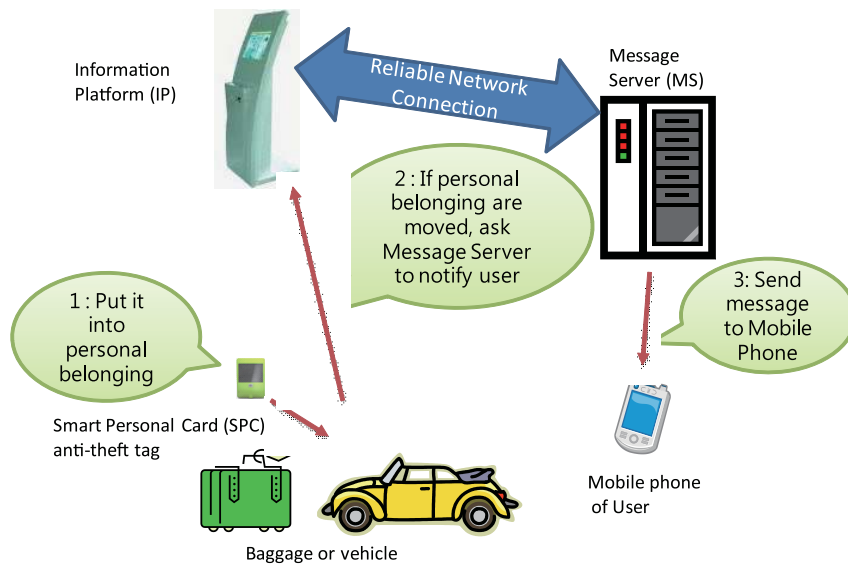 Information
Platform (IP)
Reliable Network
Connection
Message
Server (MS)
2 : If personal
belonging are
moved, ask
Message Server
to notify user
1 : Put it
into
personal
belonging
3: Send
message
to Mobile
Phone
Smart Personal Card (SPC)
anti-theft tag
Mobile phone
of User
Baggage or vehicle